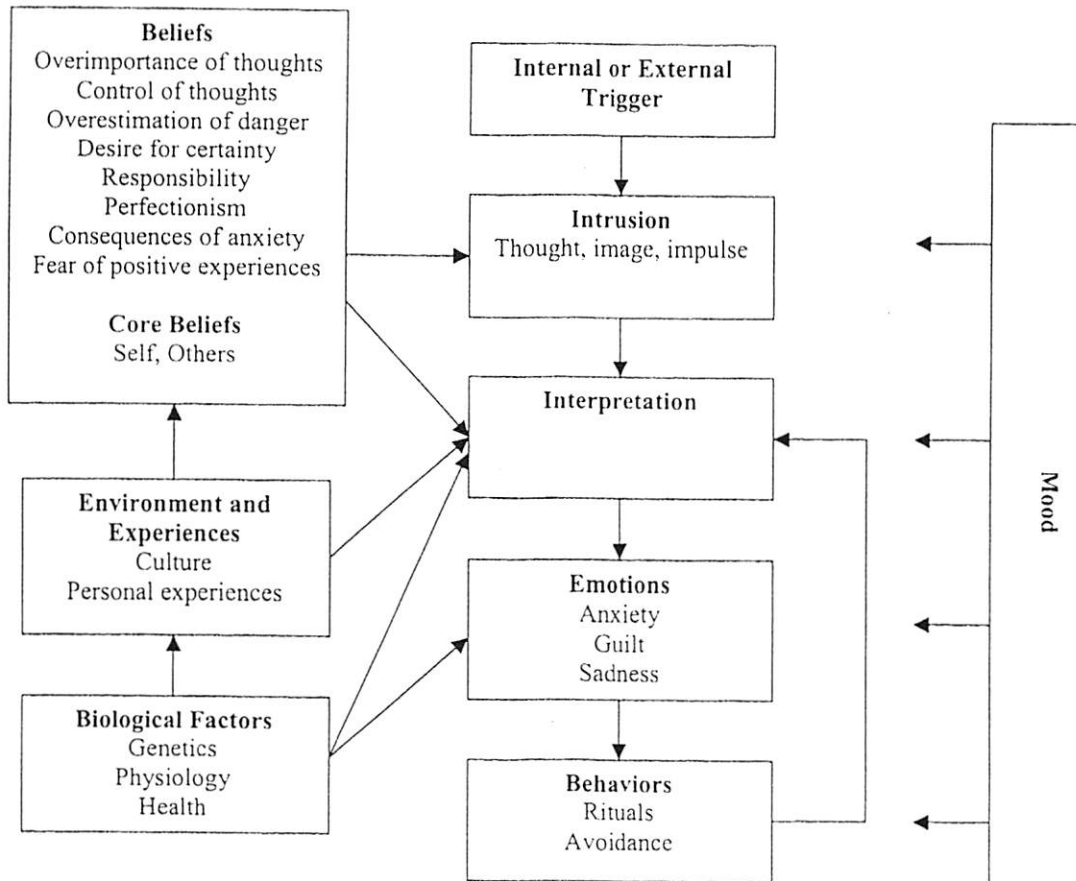 Beliefs
Overimportance of thoughts
Control of thoughts
Overestimation of danger
Desire for certainty
Responsibility
Perfectionism
Consequences of anxiety
Fear of positive experiences
Core Beliefs
Self, Others
Environment and
Experiences
Culture
Personal experiences
Biological Factors
Genetics
Physiology
Health
Internal or External
Trigger
Intrusion
Thought, image, impulse
Interpretation
Emotions
Anxiety
Guilt
Sadness
Behaviors
Rituals
Avoidance
Mood